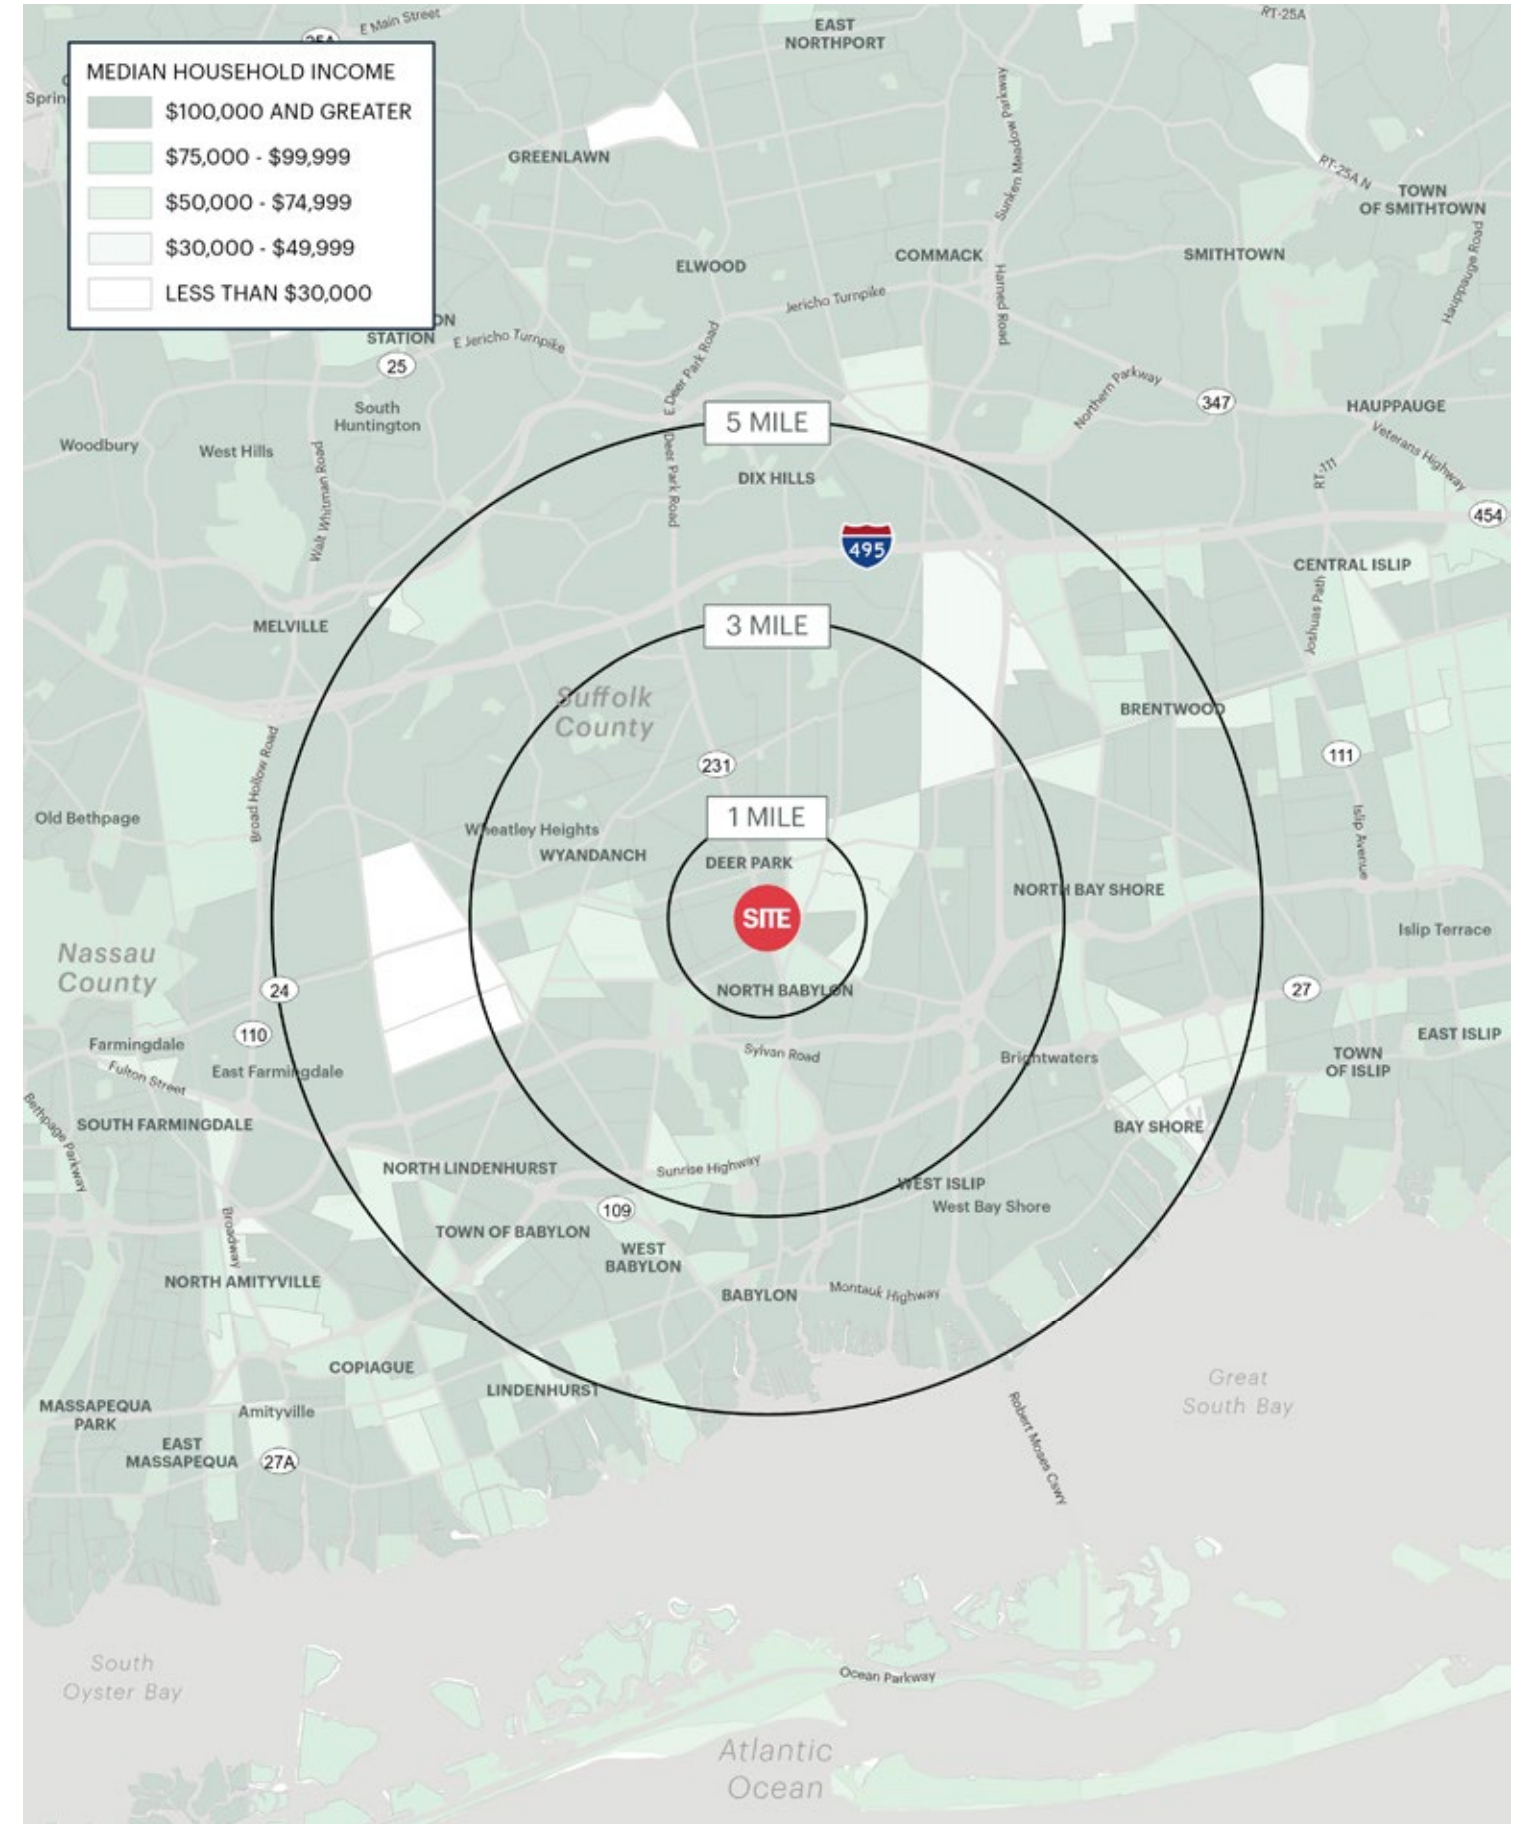 E Main Street
RT-25A
EAST
NORTHPORT
MEDIAN HOUSEHOLD INCOME
$100,000 AND GREATER
$75,000 - $99,999
$50,000 - $74,999
$30,000 - $49,999
LESS THAN $30,000
Sunken Meadow Parkway
GREENLAWN
RT-25A N
TOWN
OF SMITHTOWN
Hauppauge Road
ELWOOD
COMMACK
SMITHTOWN
Harned Road
Jericho Turnpike
STATION
E Jericho Turnpike
25
E Deer Park Road
Northern Parkway
347
HAUPPAUGE
South
Huntington
5 MILE
Woodbury
West Hills
Walt Whitman Road
Deer Park Road
DIX HILLS
RT-111
Veterans Highway
454
495
CENTRAL ISLIP
Joshuas Path
MELVILLE
3 MILE
Suffolk
County
BRENTWOOD
Broad Hollow Road
231
111
Old Bethpage
1 MILE
Wheatley Heights
WYANDANCH
DEER PARK
Islip Avenue
NORTH BAY SHORE
SITE
Islip Terrace
Nassau
County
24
NORTH BABYLON
27
110
Farmingdale
Sylvan Road
Brightwaters
EAST ISLIP
TOWN
OF ISLIP
Fulton Street
East Farmingdale
Bethpage Parkway
SOUTH FARMINGDALE
BAY SHORE
NORTH LINDENHURST
Sunrise Highway
WEST ISLIP
West Bay Shore
109
Broadway
TOWN OF BABYLON
WEST
BABYLON
NORTH AMITYVILLE
BABYLON
Montauk Highway
COPIAGUE
LINDENHURST
Great
South Bay
MASSAPEQUA
PARK
Amityville
Robert Moses Cswy
EAST
MASSAPEQUA
27A
South
Oyster Bay
Ocean Parkway
Atlantic
Ocean